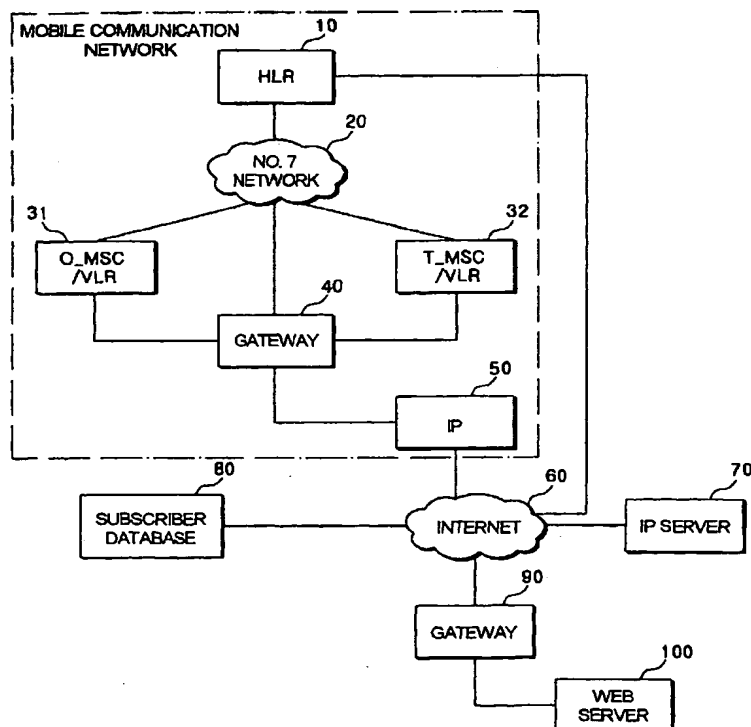 MOBILE COMMUNICATION
NETWORK
10
HLR
20
NO. 7
NETWORK
31
O_MSC
/VLR
32
T_MSC
/VLR
40
GATEWAY
50
IP
80
SUBSCRIBER
DATABASE
60
INTERNET
70
IP SERVER
90
GATEWAY
100
WEB
SERVER